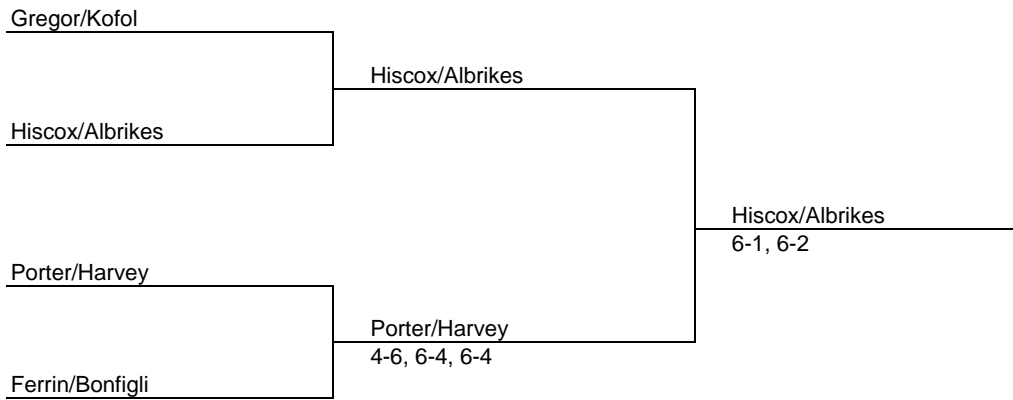 Gregor/Kofol
Hiscox/Albrikes
Hiscox/Albrikes
Hiscox/Albrikes
6-1, 6-2
Porter/Harvey
Porter/Harvey
4-6, 6-4, 6-4
Ferrin/Bonfigli